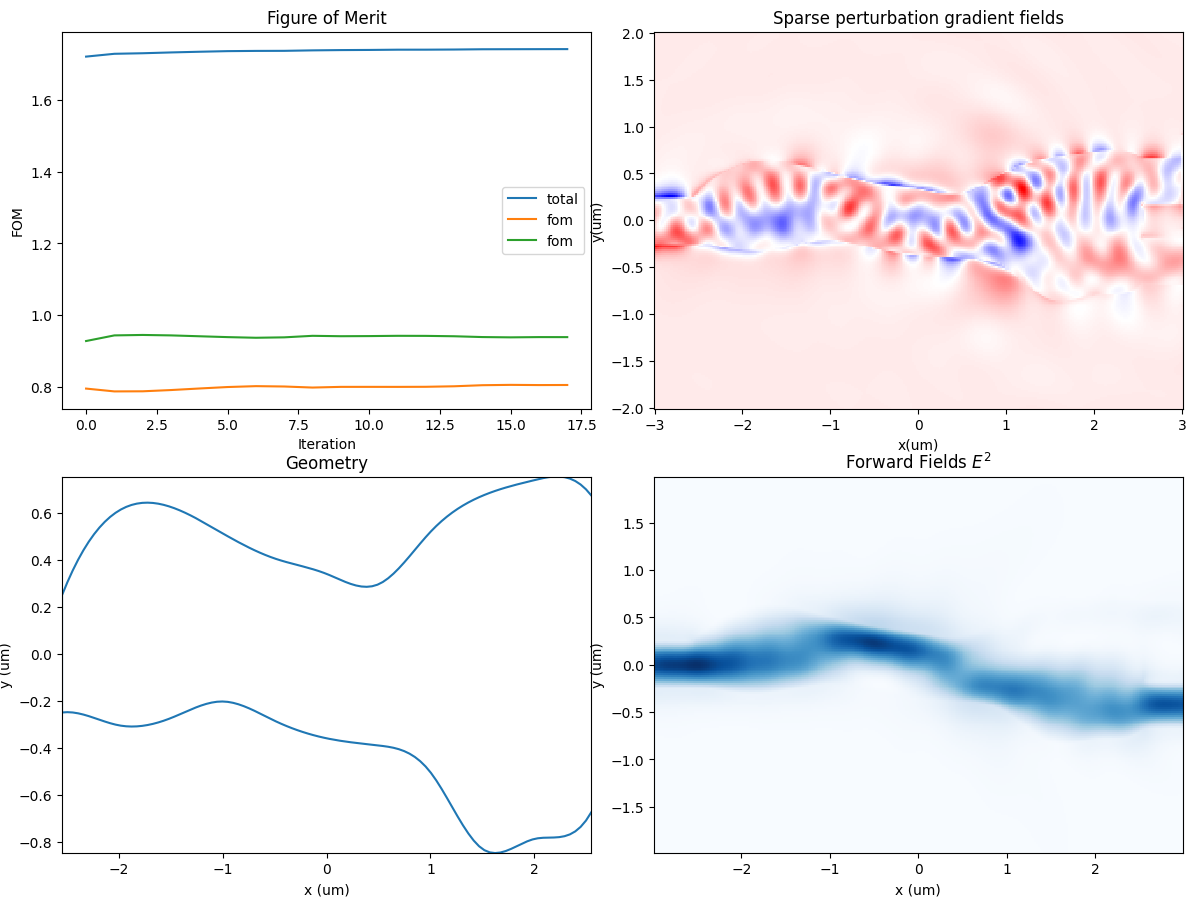 Figure of Merit
FOM
1.6
1.4
1.2
1.0
0.8
total
fom
fom
0.0 2.5 5.0 7.5 10.0 12.5 15.0 17.5
Iteration
Sparse perturbation gradient fields
y(um)
2.0
1.5
1.0
0.5
0.0
−0.5
−1.0
−1.5
−2.0
−3 −2 −1 0 1 2 3
x(um)
Geometry
y (um)
0.6
0.4
0.2
0.0
−0.2
−0.4
−0.6
−0.8
−2 −1 0 1 2
x (um)
Forward Fields E²
y (um)
1.5
1.0
0.5
0.0
−0.5
−1.0
−1.5
−2 −1 0 1 2
x (um)